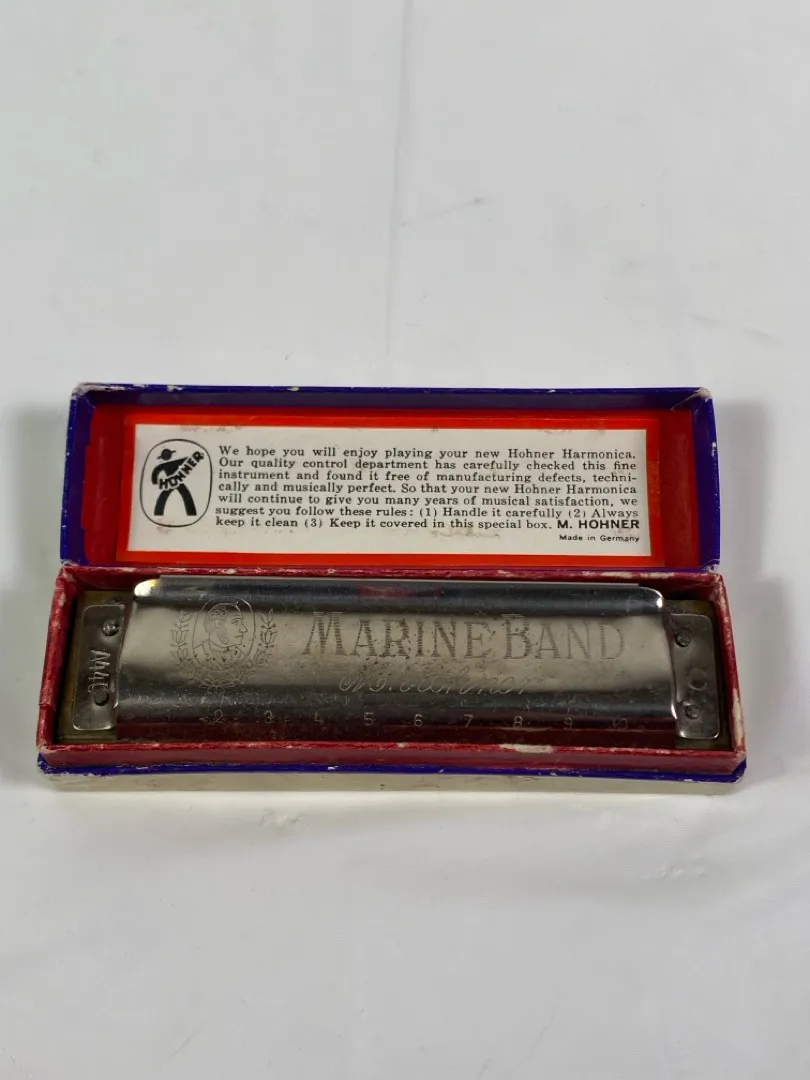 HOHNER
We hope you will enjoy playing your new Hohner Harmonica.
Our quality control department has carefully checked this fine
instrument and found it free of manufacturing defects, techni-
cally and musically perfect. So that your new Hohner Harmonica
will continue to give you many years of musical satisfaction, we
suggest you follow these rules: (1) Handle it carefully (2) Always
keep it clean (3) Keep it covered in this special box. M. HOHNER
Made in Germany
MARINE BAND
M. Hohner
2 3 4 5 6 7 8 9 10
C